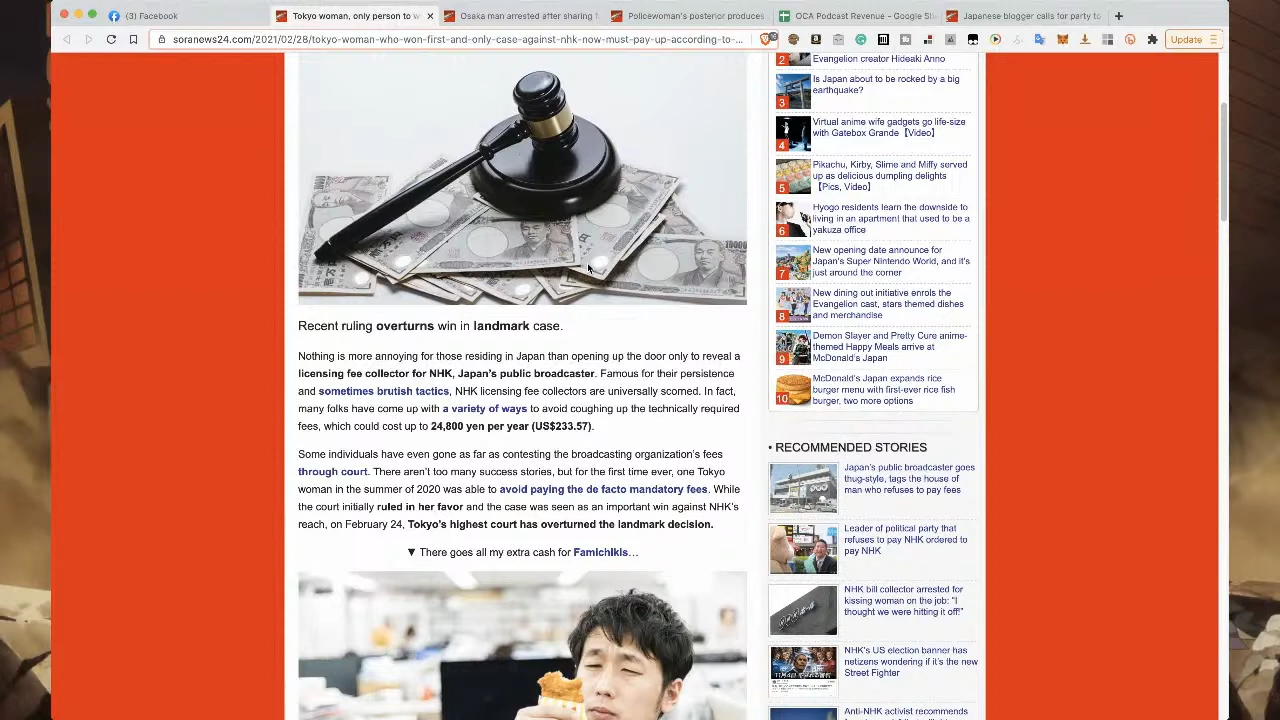 (3) Facebook
Tokyo woman, only person to w
Osaka man arrested after sharing f
Policewoman's posterior produces
OCA Podcast Revenue - Google Sli
Japanese blogger calls for party to
soranews24.com/2021/02/28/tokyo-woman-who-won-first-and-only-case-against-nhk-now-must-pay-up-according-to-...
Update
10000
Recent ruling overturns win in landmark case.
Nothing is more annoying for those residing in Japan than opening up the door only to reveal a
licensing fee collector for NHK, Japan's public broadcaster. Famous for their persistence
and sometimes brutish tactics, NHK licensing fee collectors are universally scorned. In fact,
many folks have come up with a variety of ways to avoid coughing up the technically required
fees, which could cost up to 24,800 yen per year (US$233.57).
Some individuals have even gone as far as contesting the broadcasting organization's fees
through court. There aren't too many success stories, but for the first time ever, one Tokyo
woman in the summer of 2020 was able to avoid paying the de facto mandatory fees. While
the court initially ruled in her favor and the case was seen as an important win against NHK's
reach, on February 24, Tokyo's highest court has overturned the landmark decision.
▼ There goes all my extra cash for Famichikis…
2
Evangelion creator Hideaki Anno
3
Is Japan about to be rocked by a big
earthquake?
4
Virtual anime wife gadgets go life-size
with Gatebox Grande【Video】
5
Pikachu, Kirby, Slime and Miffy served
up as delicious dumpling delights
【Pics, Video】
6
Hyogo residents learn the downside to
living in an apartment that used to be a
yakuza office
7
New opening date announce for
Japan's Super Nintendo World, and it's
just around the corner
8
New dining out initiative enrols the
Evangelion cast, stars themed dishes
and merchandise
9
Demon Slayer and Pretty Cure anime-
themed Happy Meals arrive at
McDonald's Japan
10
McDonald's Japan expands rice
burger menu with first-ever rice fish
burger, two more options
• RECOMMENDED STORIES
Japan's public broadcaster goes
thug-style, tags the house of
man who refuses to pay fees
Leader of political party that
refuses to pay NHK ordered to
pay NHK
NHK bill collector arrested for
kissing woman on the job: "I
thought we were hitting it off!"
NHK's US election banner has
netizens wondering if it's the new
Street Fighter
Anti-NHK activist recommends